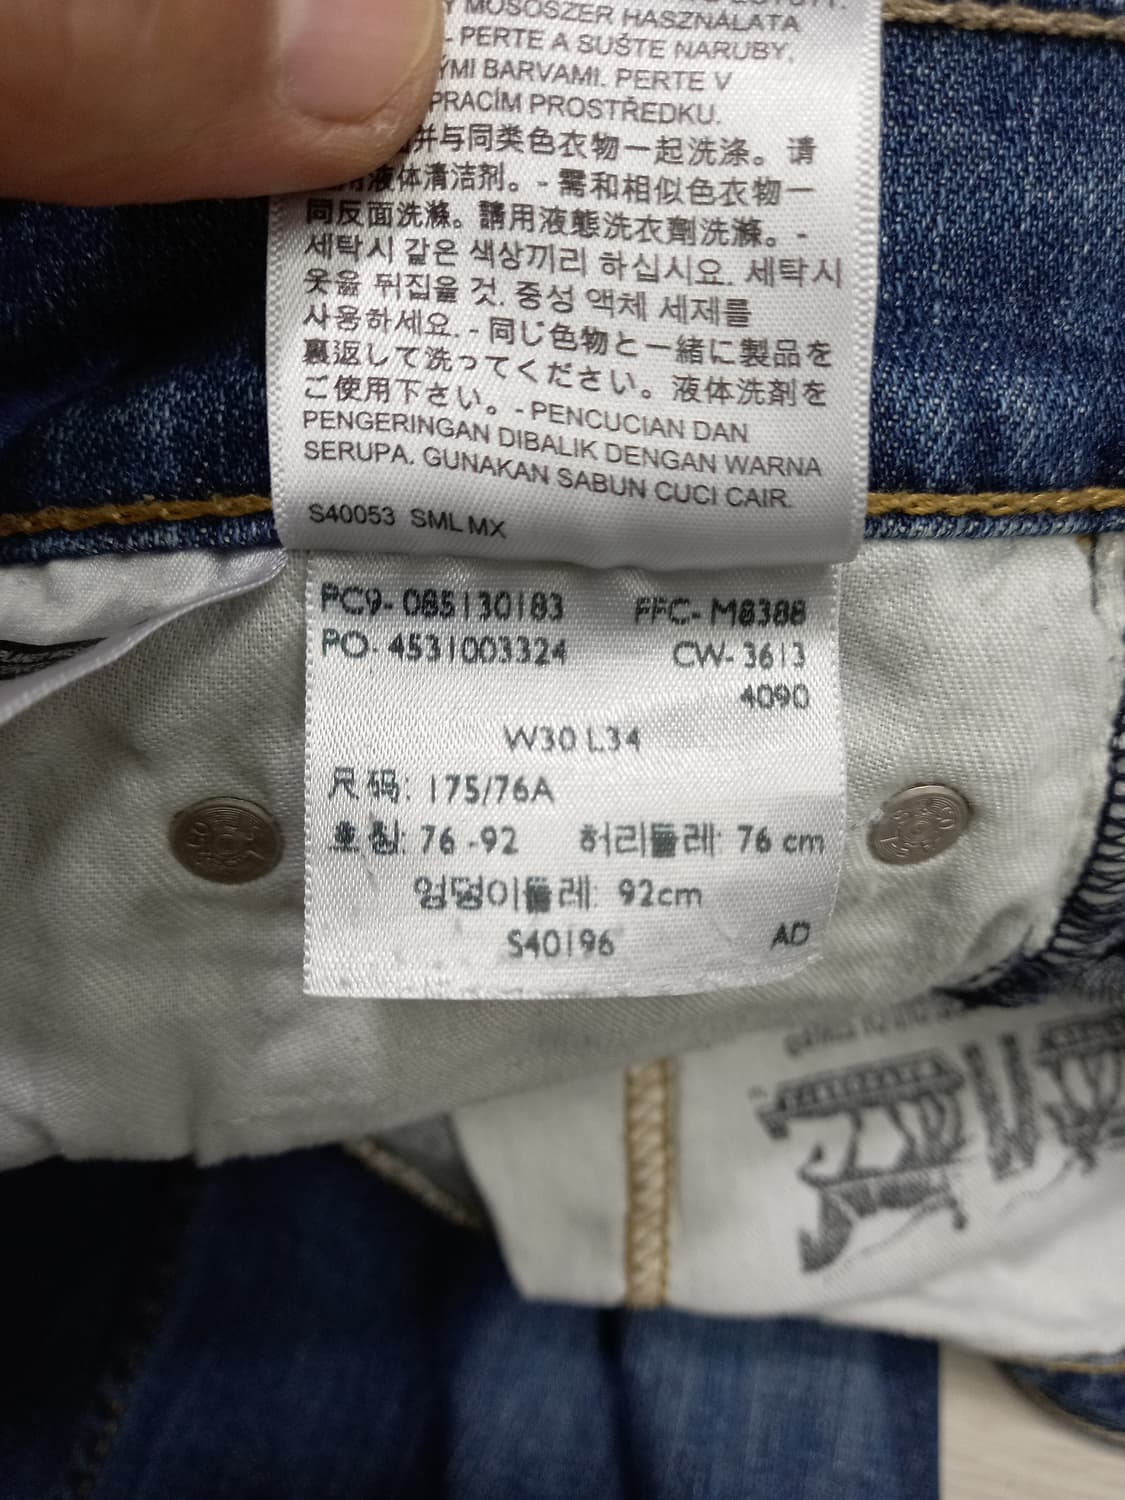 MOSÓSZER HASZNÁLATA
- PERTE A SUŠTE NARUBY,
BARVAMI. PERTE V
PRACÍM PROSTŘEDKU.
并与同类色衣物一起洗涤。请
用液体清洁剂。- 需和相似色衣物一
同反面洗滌。請用液態洗衣劑洗滌。-
세탁시 같은 색상끼리 하십시요. 세탁시
옷을 뒤집을 것. 중성 액체 세제를
사용하세요. - 同じ色物と一緒に製品を
裏返して洗ってください。液体洗剤を
ご使用下さい。- PENCUCIAN DAN
PENGERINGAN DIBALIK DENGAN WARNA
SERUPA. GUNAKAN SABUN CUCI CAIR.
S40053 SML MX
PC9- 085130183 FFC- M8388
PO- 4531003324 CW- 3613
4090
W30 L34
尺码: 175/76A
호칭: 76 -92 허리둘레: 76 cm
엉덩이둘레: 92cm
S40196 AD